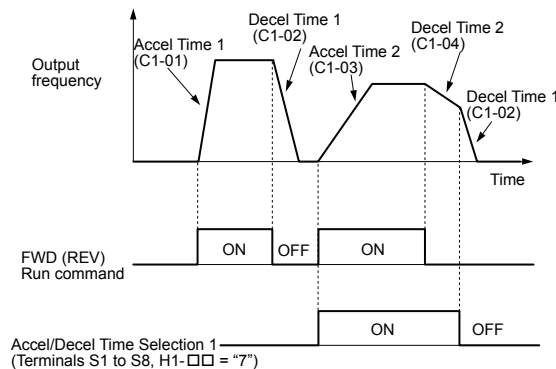 Output
frequency
Accel Time 1
(C1-01)
Decel Time 1
(C1-02)
Accel Time 2
(C1-03)
Decel Time 2
(C1-04)
Decel Time 1
(C1-02)
Time
FWD (REV)
Run command
ON
OFF
ON
Accel/Decel Time Selection 1
(Terminals S1 to S8, H1-□□ = “7”)
ON
OFF